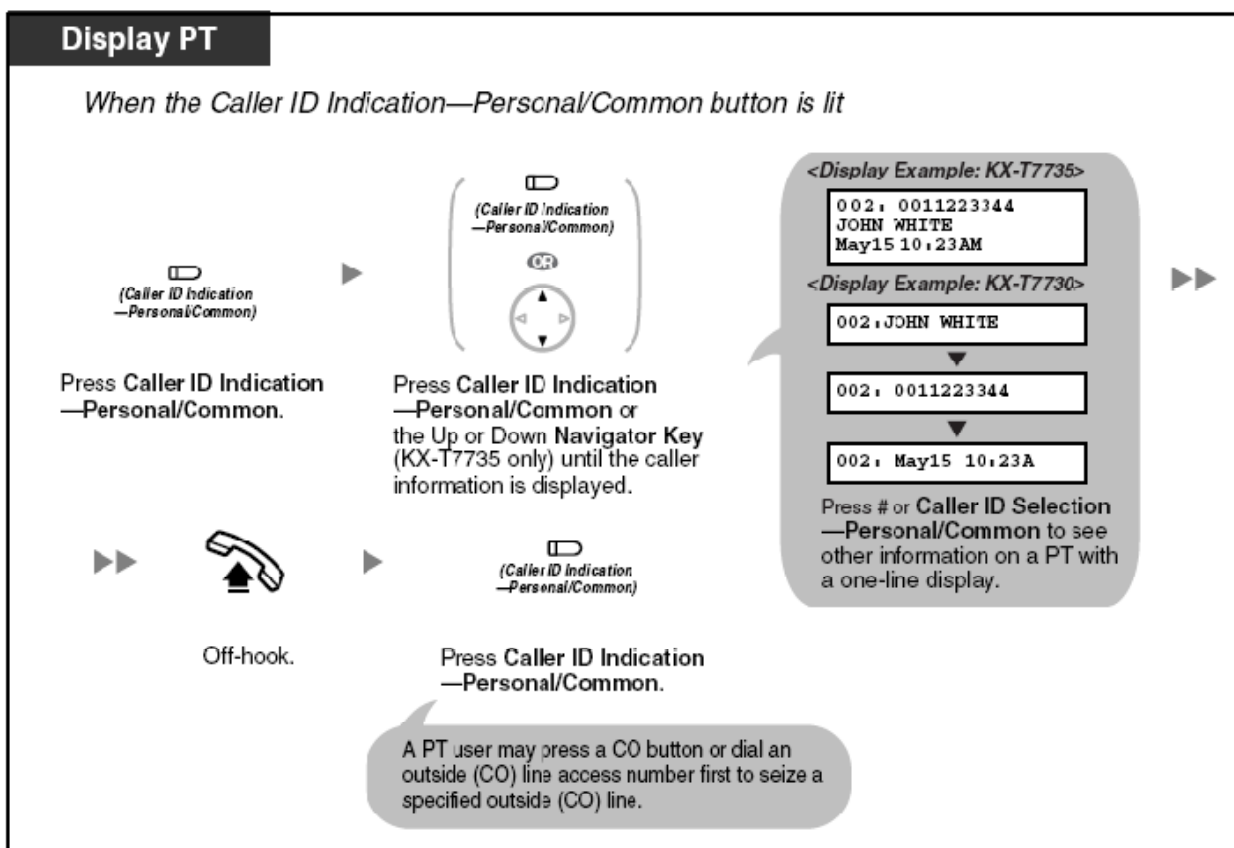 Display PT
When the Caller ID Indication—Personal/Common button is lit
(Caller ID Indication
—Personal/Common)
Press Caller ID Indication
—Personal/Common.
(Caller ID Indication
—Personal/Common)
OR
Press Caller ID Indication
—Personal/Common or
the Up or Down Navigator Key
(KX-T7735 only) until the caller
information is displayed.
<Display Example: KX-T7735>
002: 0011223344
JOHN WHITE
May15 10:23AM
<Display Example: KX-T7730>
002:JOHN WHITE
002: 0011223344
002: May15 10:23A
Press # or Caller ID Selection
—Personal/Common to see
other information on a PT with
a one-line display.
Off-hook.
(Caller ID Indication
—Personal/Common)
Press Caller ID Indication
—Personal/Common.
A PT user may press a CO button or dial an
outside (CO) line access number first to seize a
specified outside (CO) line.